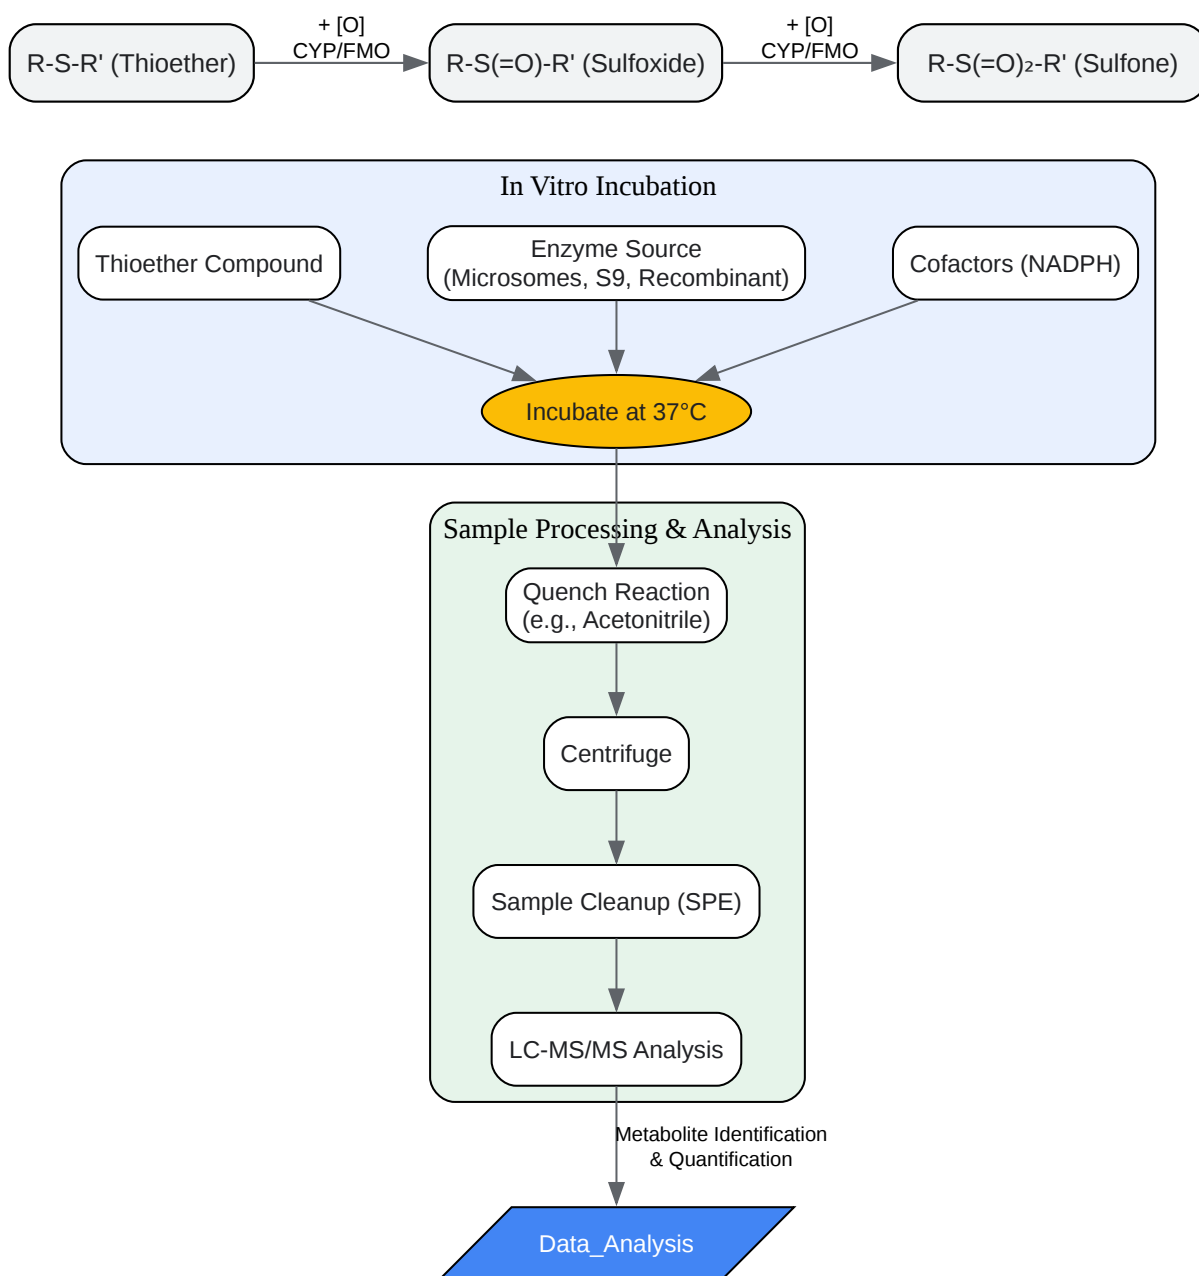 + [O]
CYP/FMO
+ [O]
CYP/FMO
R-S-R' (Thioether)
R-S(=O)-R' (Sulfoxide)
R-S(=O)₂-R' (Sulfone)
In Vitro Incubation
Thioether Compound
Enzyme Source
(Microsomes, S9, Recombinant)
Cofactors (NADPH)
Incubate at 37°C
Sample Processing & Analysis
Quench Reaction
(e.g., Acetonitrile)
Centrifuge
Sample Cleanup (SPE)
LC-MS/MS Analysis
Metabolite Identification
& Quantification
Data_Analysis